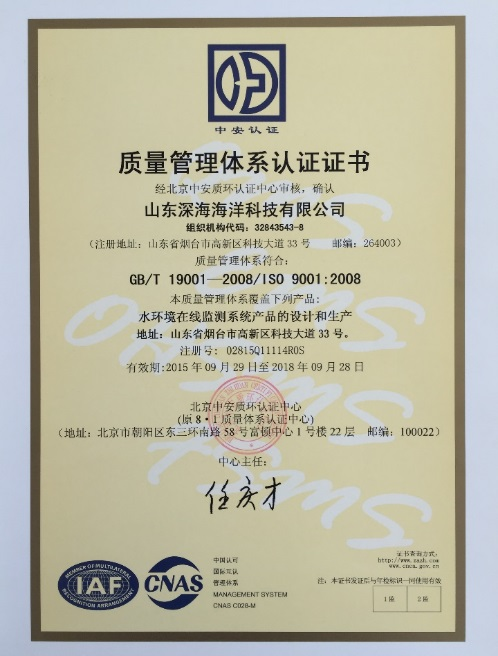 中安认证
质量管理体系认证证书
经北京中安质环认证中心审核，确认
山东深海海洋科技有限公司
组织机构代码：32843543-8
（注册地址：山东省烟台市高新区科技大道 33 号 邮编：264003）
质量管理体系符合：
GB/T 19001—2008/ISO 9001:2008
本质量管理体系覆盖下列产品：
水环境在线监测系统产品的设计和生产
地址：山东省烟台市高新区科技大道 33 号。
注册号：02815Q11114R0S
有效期：2015 年 09 月 29 日至 2018 年 09 月 28 日
北京中安质环认证中心
（原 8·1 质量体系认证中心）
（地址：北京市朝阳区东三环南路 58 号富顿中心 1 号楼 22 层 邮编：100022）
中心主任：
任庆才
证书查询方式：
http://www.zazh.com
www.cnca.gov.cn
MEMBER OF MULTILATERAL
IAF
RECOGNITION ARRANGEMENT
CNAS
中国认可
国际互认
管理体系
MANAGEMENT SYSTEM
CNAS C028-M
注：本证书发证后与年检标识一同使用有效